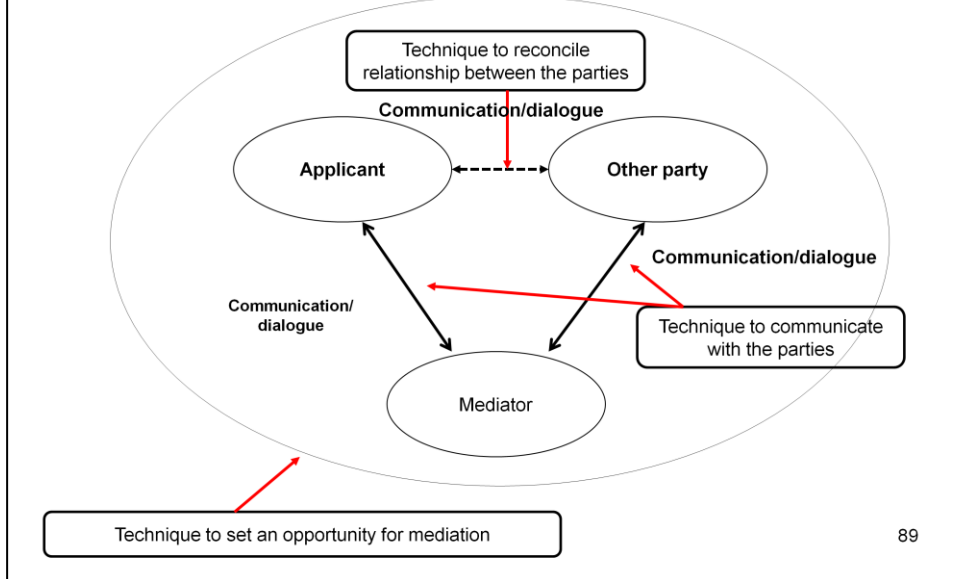 Technique to reconcile
relationship between the parties
Communication/dialogue
Applicant
Other party
Communication/dialogue
Communication/
dialogue
Technique to communicate
with the parties
Mediator
Technique to set an opportunity for mediation
89